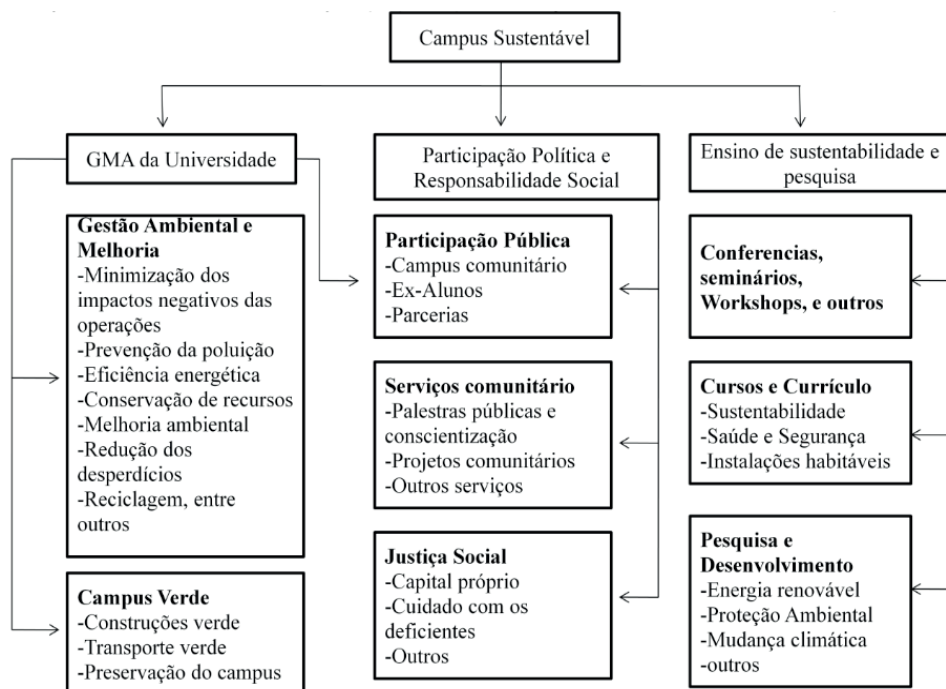 Campus Sustentável
GMA da Universidade
Participação Política e
Responsabilidade Social
Ensino de sustentabilidade e
pesquisa
Gestão Ambiental e
Melhoria
-Minimização dos
impactos negativos das
operações
-Prevenção da poluição
-Eficiência energética
-Conservação de recursos
-Melhoria ambiental
-Redução dos
desperdícios
-Reciclagem, entre
outros
Campus Verde
-Construções verde
-Transporte verde
-Preservação do campus
Participação Pública
-Campus comunitário
-Ex-Alunos
-Parcerias
Serviços comunitário
-Palestras públicas e
conscientização
-Projetos comunitários
-Outros serviços
Justiça Social
-Capital próprio
-Cuidado com os
deficientes
-Outros
Conferencias,
seminários,
Workshops, e outros
Cursos e Currículo
-Sustentabilidade
-Saúde e Segurança
-Instalações habitáveis
Pesquisa e
Desenvolvimento
-Energia renovável
-Proteção Ambiental
-Mudança climática
-outros